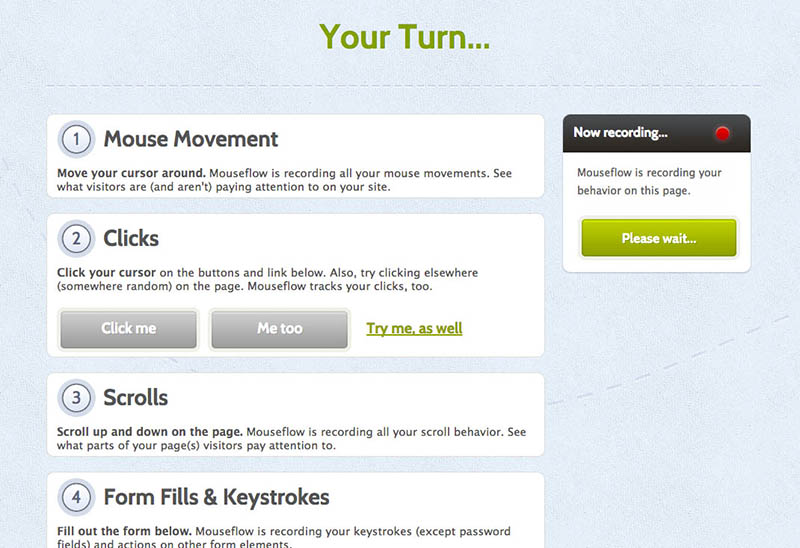 Your Turn...
1 Mouse Movement
Move your cursor around. Mouseflow is recording all your mouse movements. See
what visitors are (and aren't) paying attention to on your site.
2 Clicks
Click your cursor on the buttons and link below. Also, try clicking elsewhere
(somewhere random) on the page. Mouseflow tracks your clicks, too.
Click me Me too Try me, as well
3 Scrolls
Scroll up and down on the page. Mouseflow is recording all your scroll behavior. See
what parts of your page(s) visitors pay attention to.
4 Form Fills & Keystrokes
Fill out the form below. Mouseflow is recording your keystrokes (except password
fields) and actions on other form elements.
Now recording...
Mouseflow is recording your
behavior on this page.
Please wait...